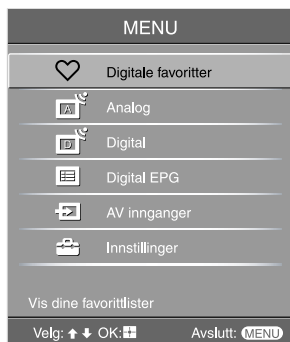 MENU
Digitale favoritter
A Analog
D Digital
Digital EPG
AV innganger
Innstillinger
Vis dine favorittlister
Velg: ↑ ↓ OK: Avslutt: MENU